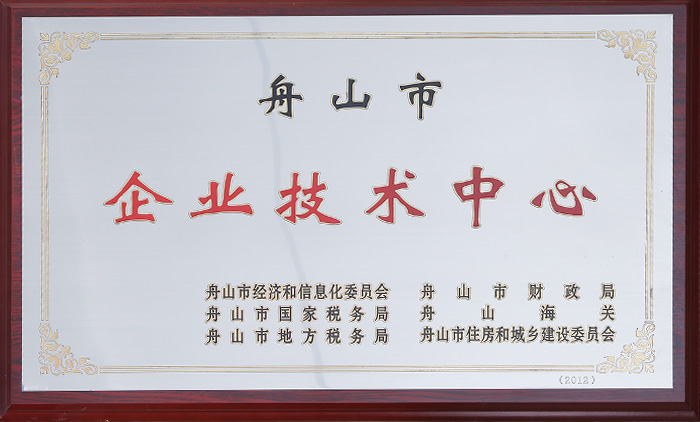 舟山市
企业技术中心
舟山市经济和信息化委员会 舟山市财政局
舟山市国家税务局 舟山海关
舟山市地方税务局 舟山市住房和城乡建设委员会
(2012)